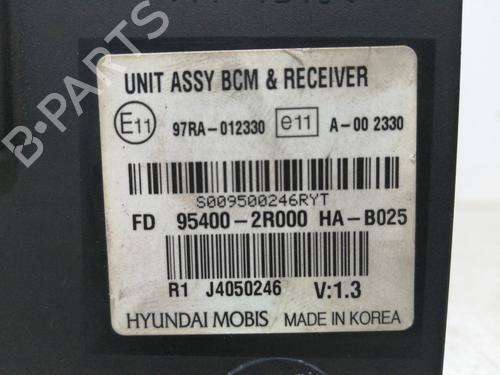 UNIT ASSY BCM & RECEIVER
E11 97RA-012330 e11 A-00 2330
S009500246RYT
FD 95400-2R000 HA-B025
R1 J4050246 V:1.3
HYUNDAI MOBIS MADE IN KOREA
B-Parts